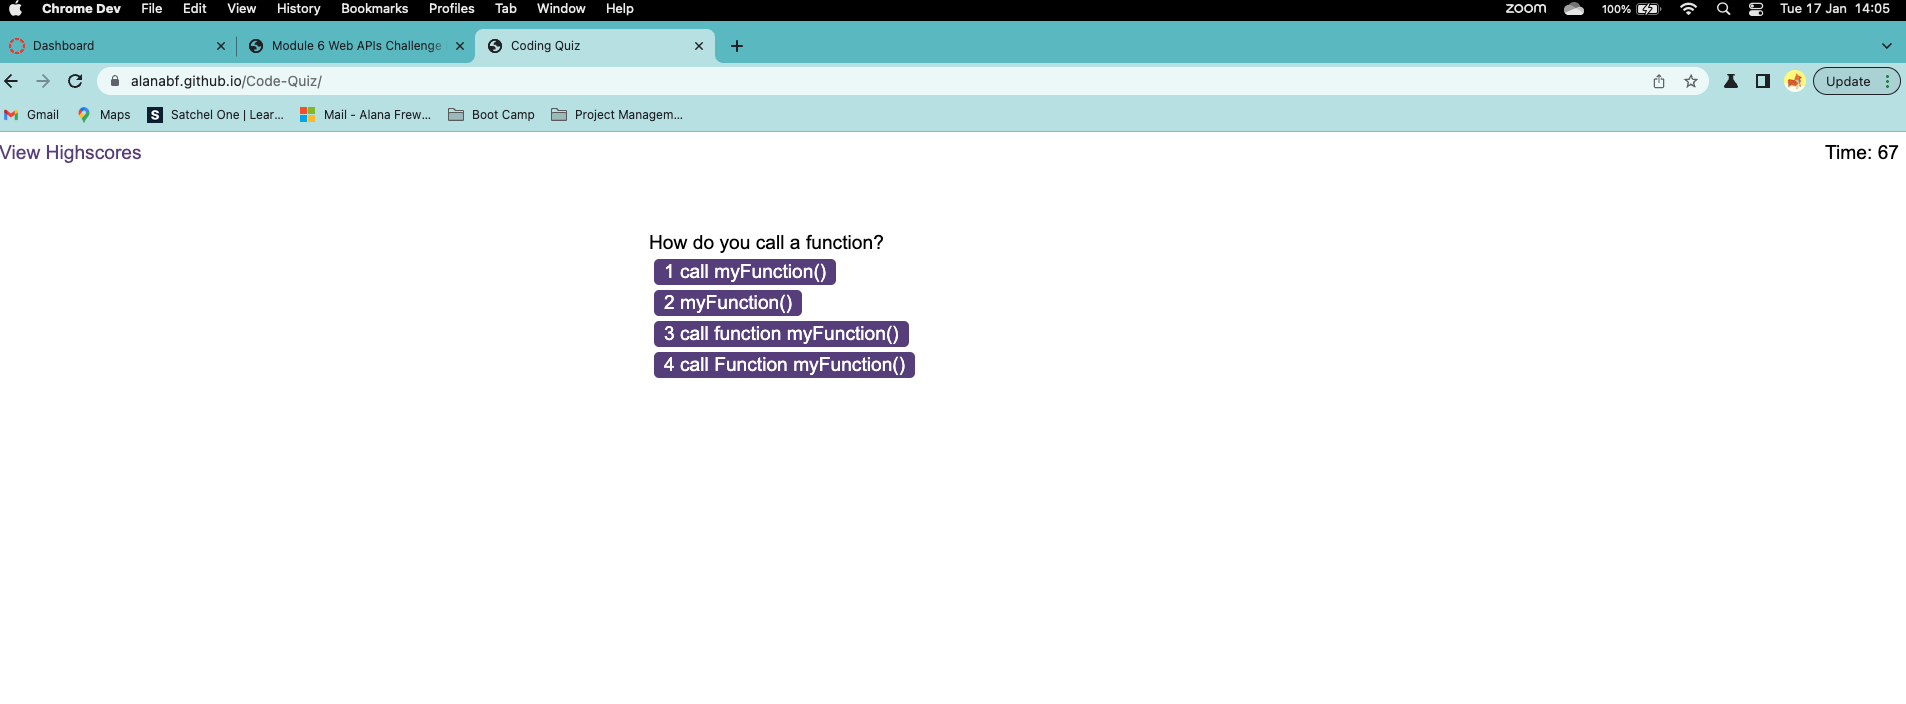 Chrome Dev File Edit View History Bookmarks Profiles Tab Window Help zoom 100% Tue 17 Jan 14:05
Dashboard Module 6 Web APIs Challenge Coding Quiz
alanabf.github.io/Code-Quiz/ Update
Gmail Maps S Satchel One | Lear... Mail - Alana Frew... Boot Camp Project Managem...
View Highscores Time: 67
How do you call a function?
1 call myFunction()
2 myFunction()
3 call function myFunction()
4 call Function myFunction()